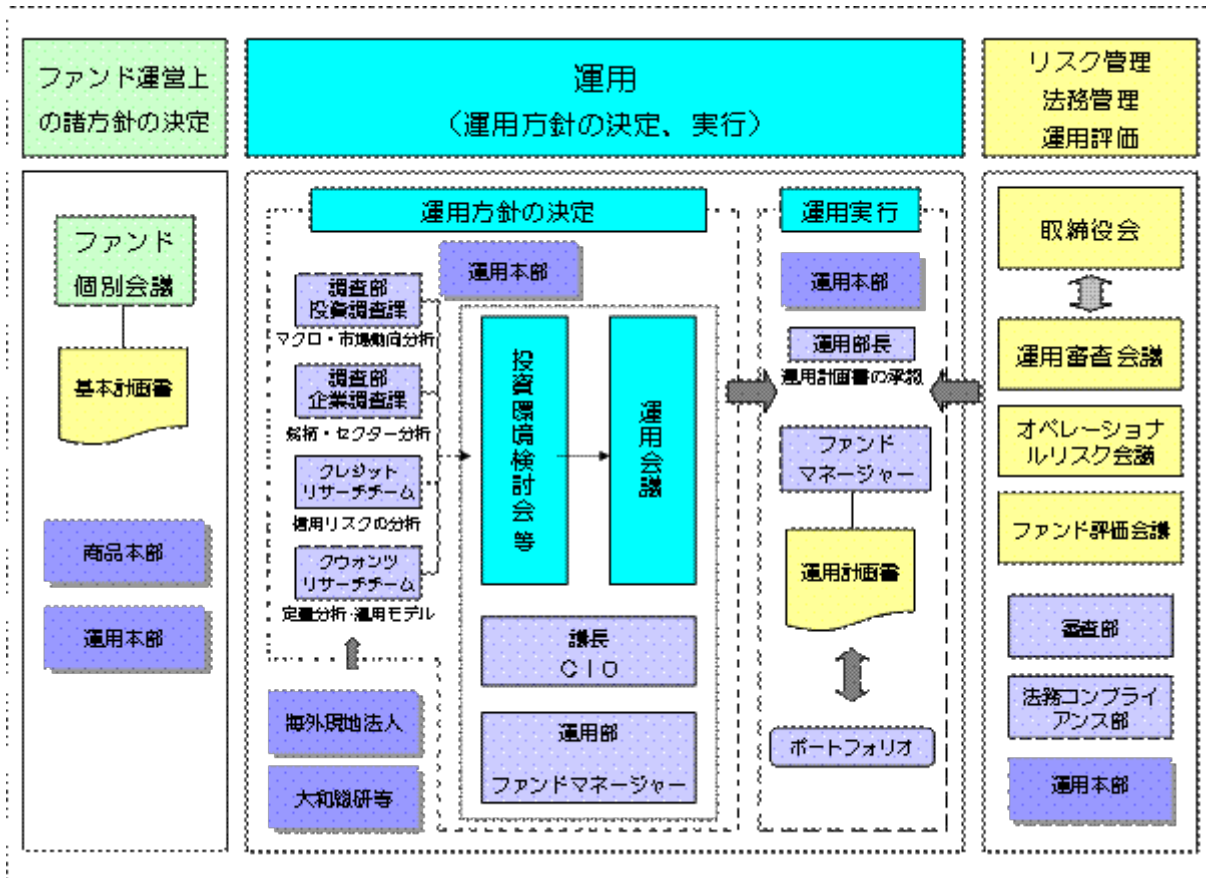 ファンド運営上
の諸方針の決定
運用
（運用方針の決定、実行）
リスク管理
法務管理
運用評価
ファンド
個別会議
基本計画書
商品本部
運用本部
運用方針の決定
運用本部
調査部
投資調査課
マクロ・市場動向分析
調査部
企業調査課
銘柄・セクター分析
クレジット
リサーチチーム
信用リスクの分析
クウォンツ
リサーチチーム
定量分析・運用モデル
海外現地法人
大和総研等
投資環境検討会等
運用会議
議長
ＣＩＯ
運用部
ファンドマネージャー
運用実行
運用本部
運用部長
運用計画書の承認
ファンド
マネージャー
運用計画書
ポートフォリオ
取締役会
運用審査会議
オペレーショナ
ルリスク会議
ファンド評価会議
審査部
法務コンプライ
アンス部
運用本部